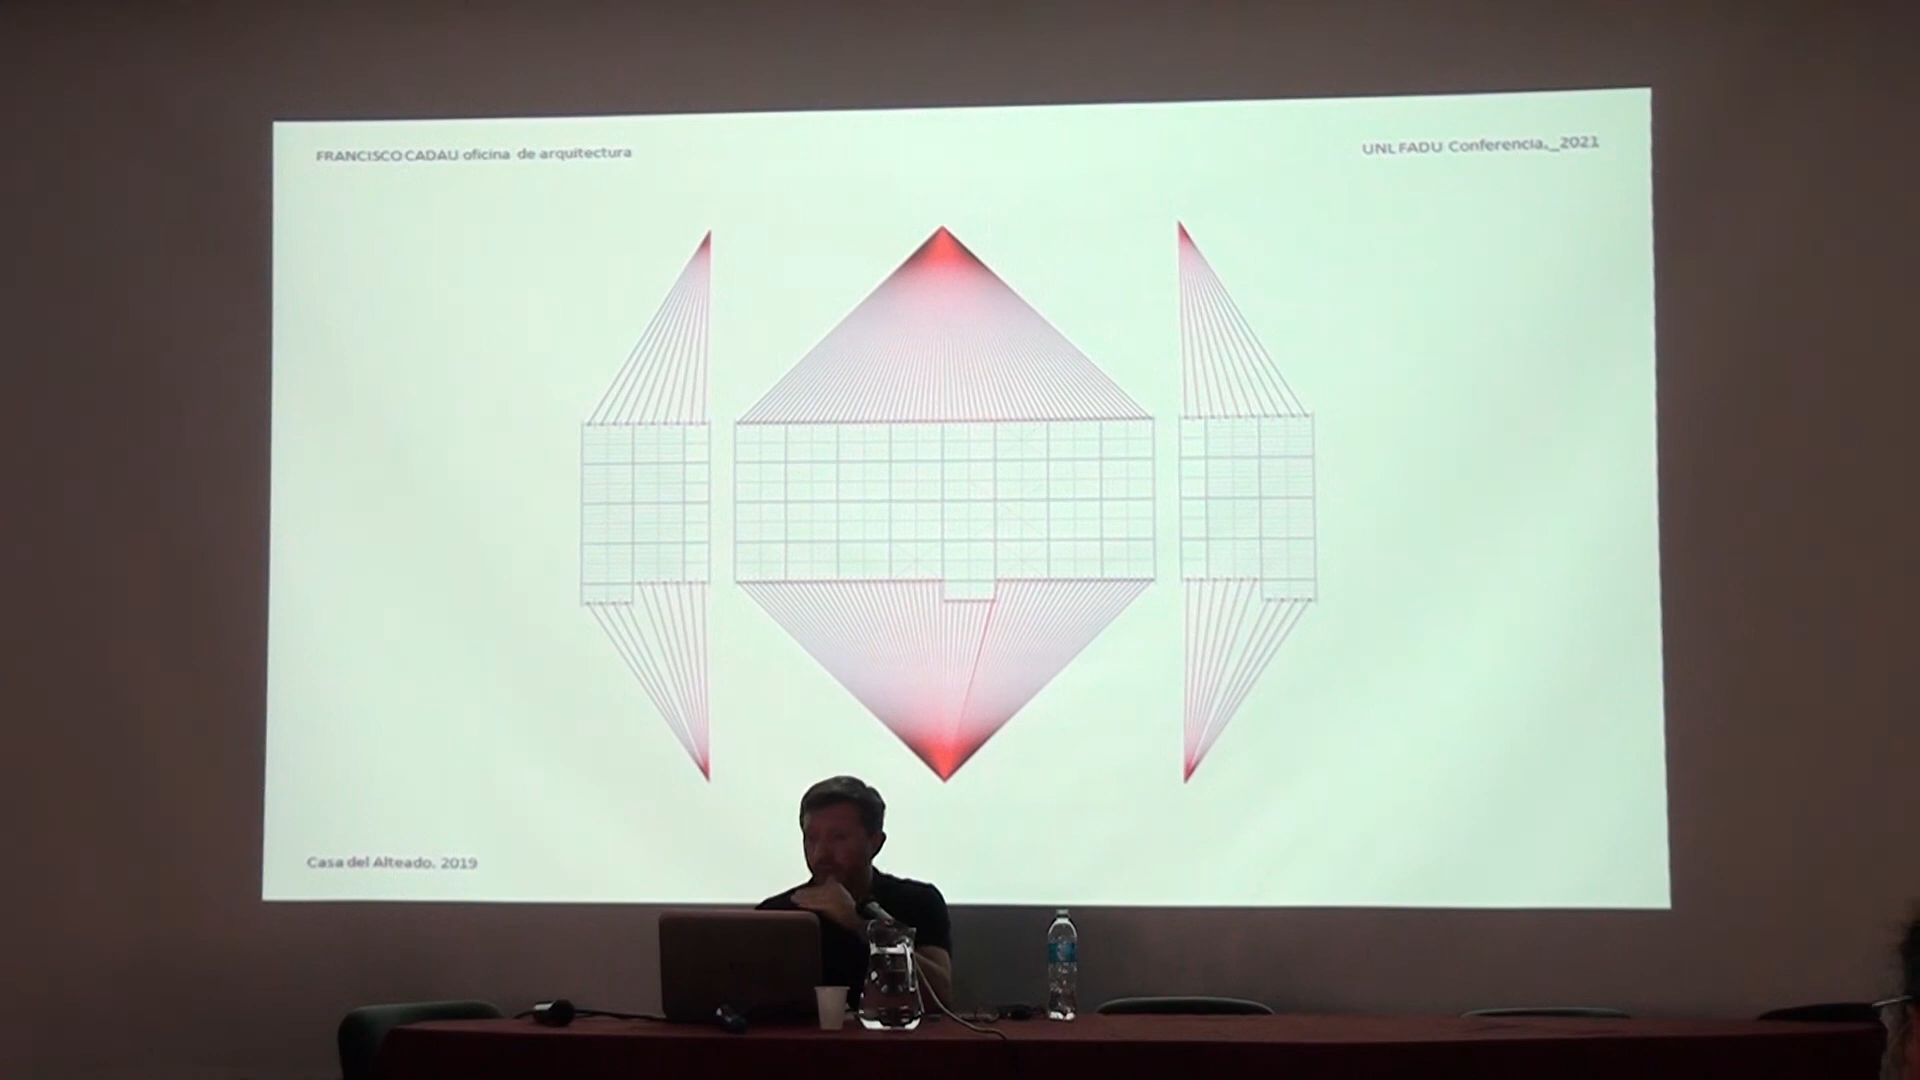 FRANCISCO CADAU oficina de arquitectura
UNL FADU Conferencia._2021
Casa del Alteado. 2019